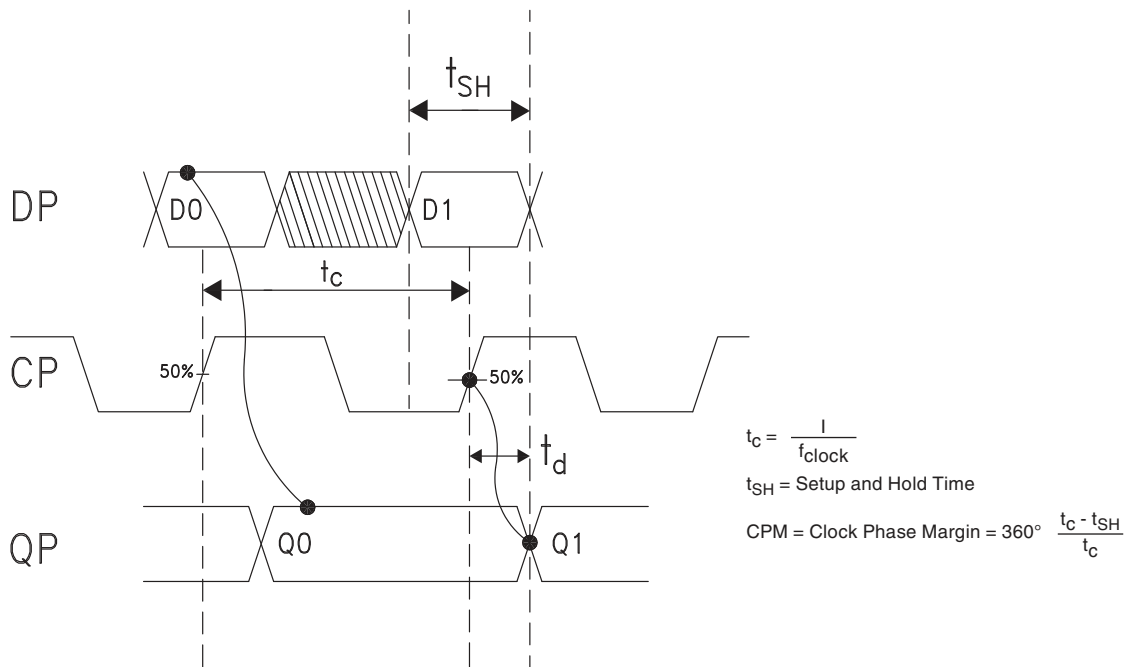 tSH
DP
D0
D1
tc
CP
50%
50%
td
QP
Q0
Q1
tc = I / fclock
tSH = Setup and Hold Time
CPM = Clock Phase Margin = 360° tc - tSH / tc